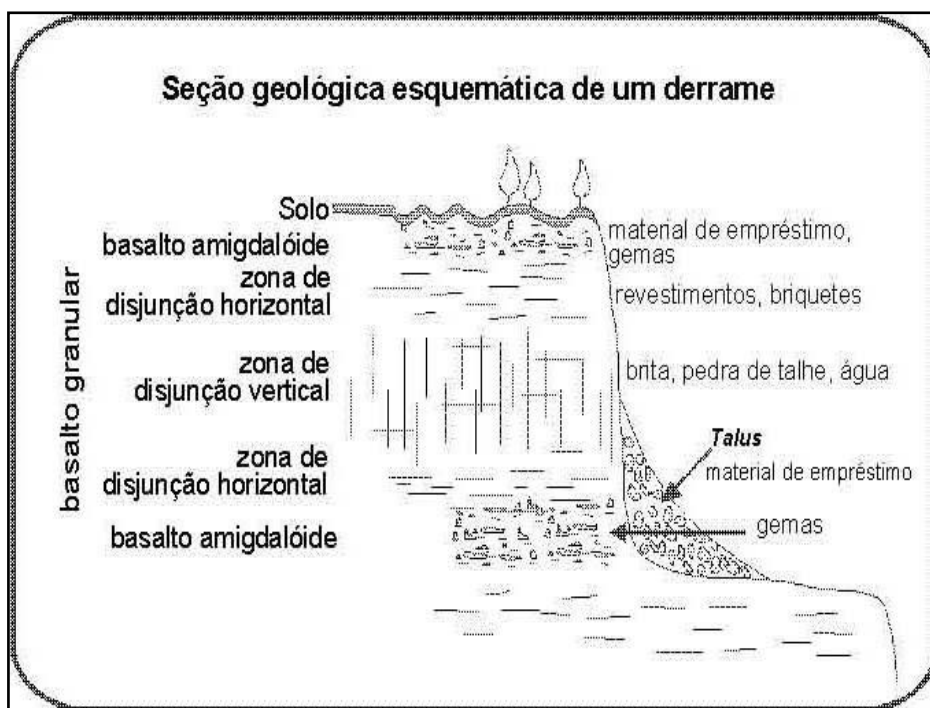 Seção geológica esquemática de um derrame
Solo
basalto amigdalóide
zona de
disjunção horizontal
zona de
disjunção vertical
zona de
disjunção horizontal
basalto amigdalóide
basalto granular
material de empréstimo,
gemas
revestimentos, briquetes
brita, pedra de talhe, água
Talus
material de empréstimo
gemas